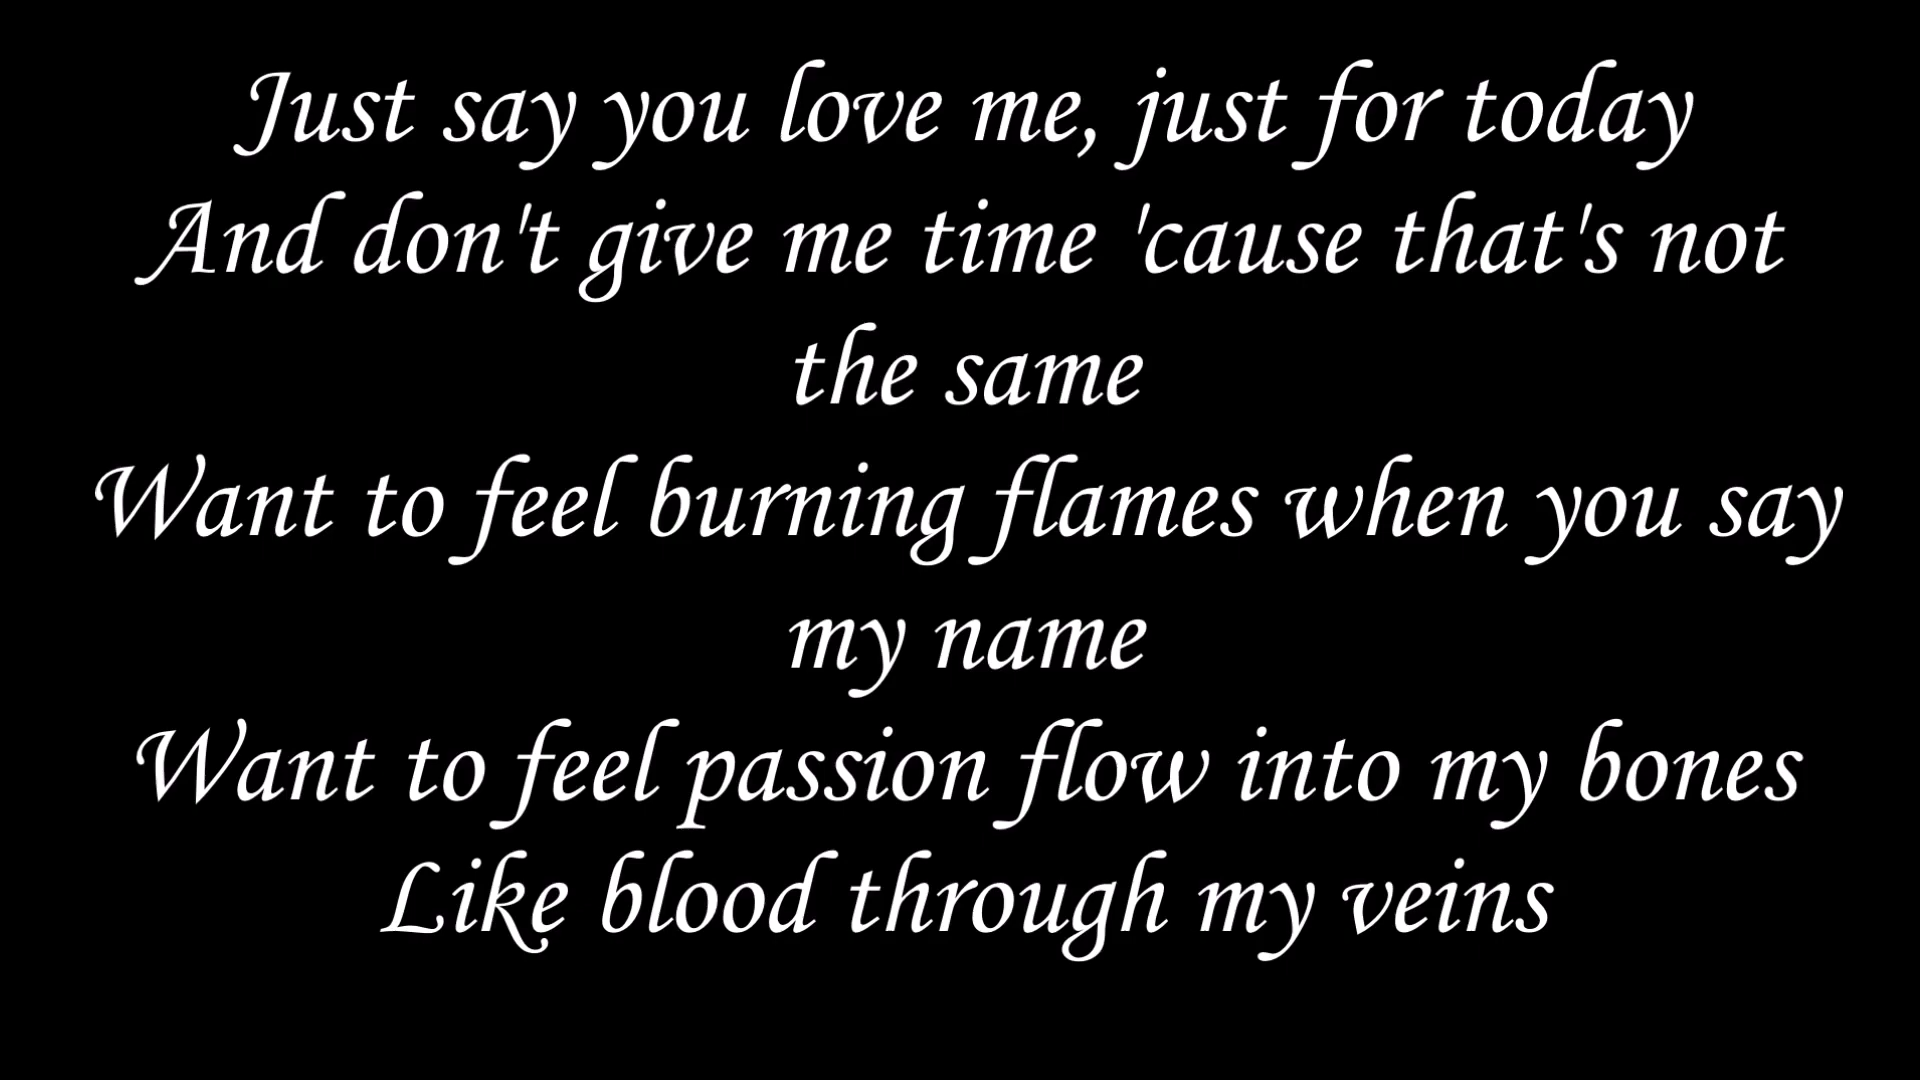 Just say you love me, just for today
And don't give me time 'cause that's not
the same
Want to feel burning flames when you say
my name
Want to feel passion flow into my bones
Like blood through my veins